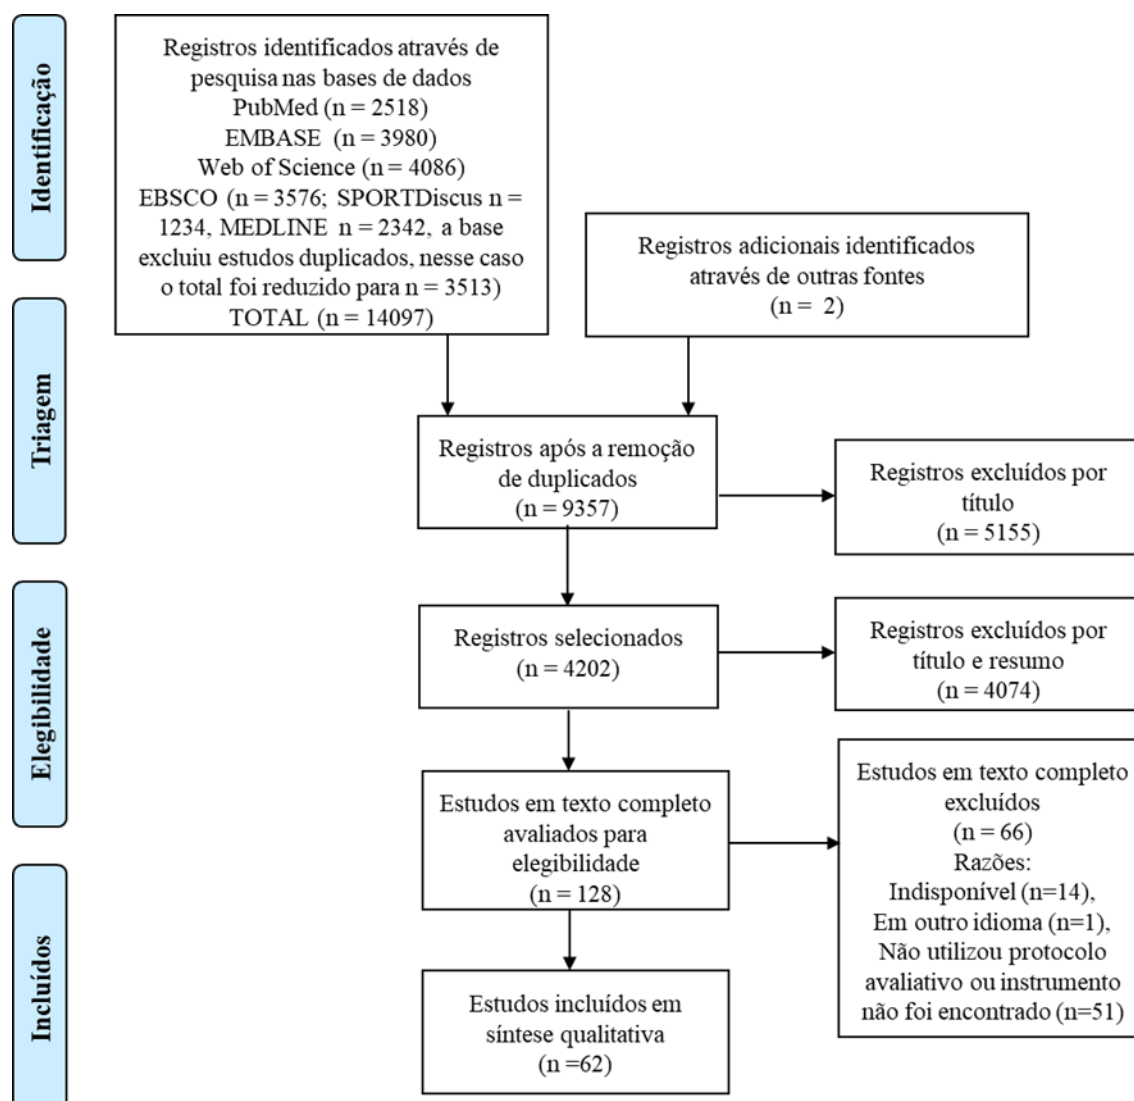 Identificação
Registros identificados através de
pesquisa nas bases de dados
PubMed (n = 2518)
EMBASE (n = 3980)
Web of Science (n = 4086)
EBSCO (n = 3576; SPORTDiscus n =
1234, MEDLINE n = 2342, a base
excluiu estudos duplicados, nesse caso
o total foi reduzido para n = 3513)
TOTAL (n = 14097)
Registros adicionais identificados
através de outras fontes
(n = 2)
Triagem
Registros após a remoção
de duplicados
(n = 9357)
Registros excluídos por
título
(n = 5155)
Elegibilidade
Registros selecionados
(n = 4202)
Registros excluídos por
título e resumo
(n = 4074)
Estudos em texto completo
avaliados para
elegibilidade
(n = 128)
Estudos em texto completo
excluídos
(n = 66)
Razões:
Indisponível (n=14),
Em outro idioma (n=1),
Não utilizou protocolo
avaliativo ou instrumento
não foi encontrado (n=51)
Incluídos
Estudos incluídos em
síntese qualitativa
(n =62)